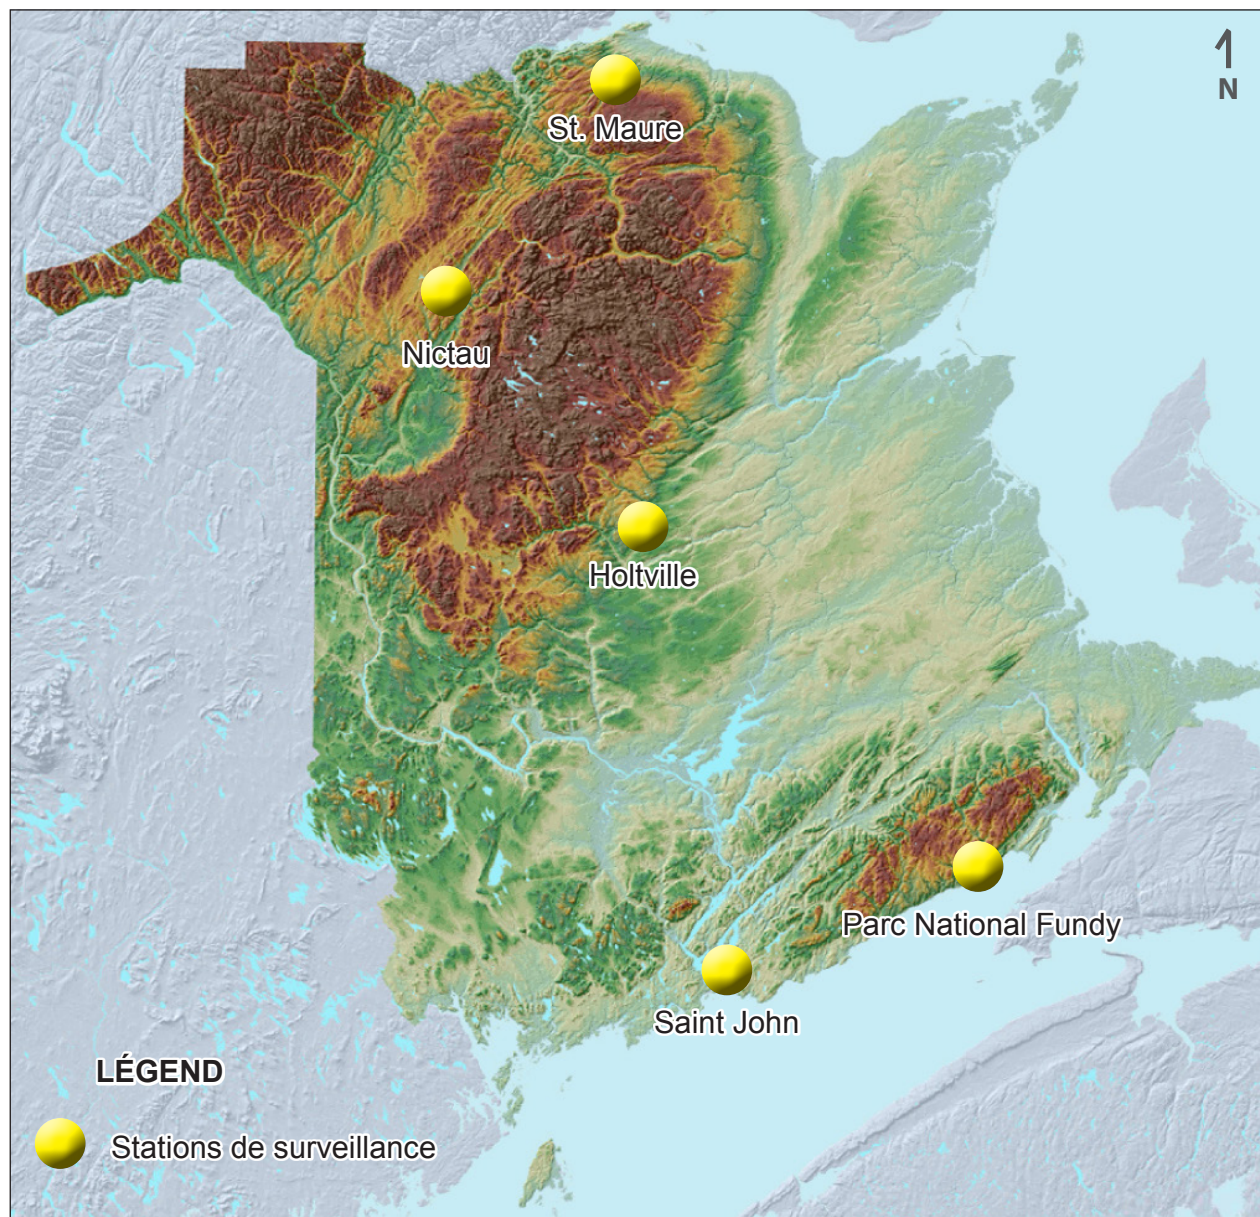 N
St. Maure
Nictau
Holtville
Parc National Fundy
Saint John
LÉGEND
Stations de surveillance